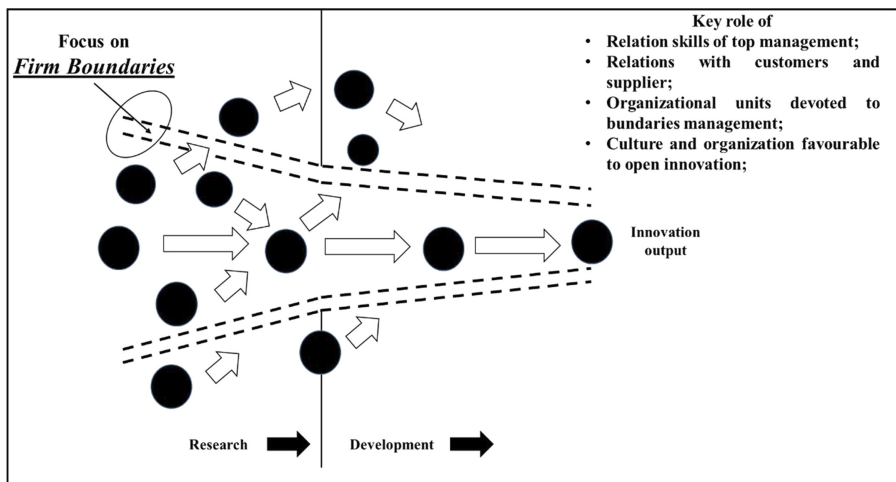 Focus on
Firm Boundaries
Key role of
• Relation skills of top management;
• Relations with customers and
supplier;
• Organizational units devoted to
bundaries management;
• Culture and organization favourable
to open innovation;
Innovation
output
Research
Development